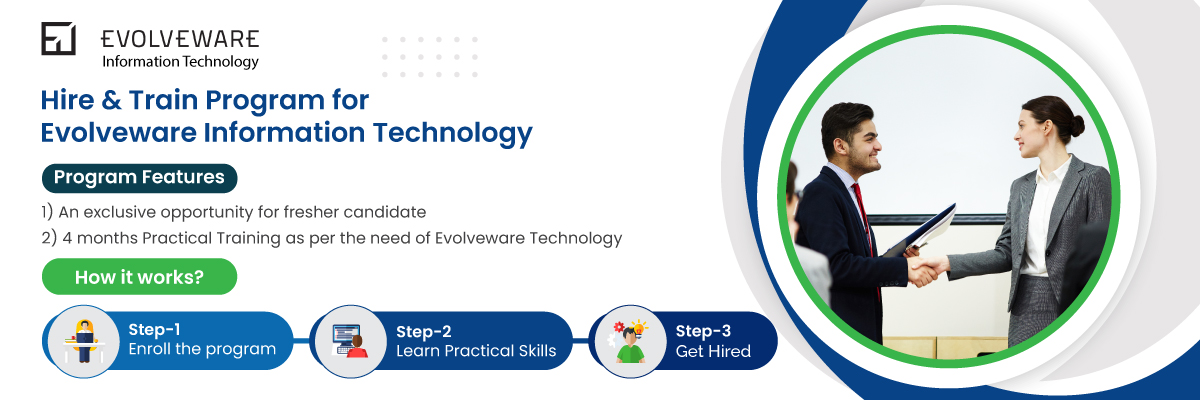 EVOLVEWARE
Information Technology
Hire & Train Program for
Evolveware Information Technology
Program Features
1) An exclusive opportunity for fresher candidate
2) 4 months Practical Training as per the need of Evolveware Technology
How it works?
Step-1
Enroll the program
Step-2
Learn Practical Skills
Step-3
Get Hired